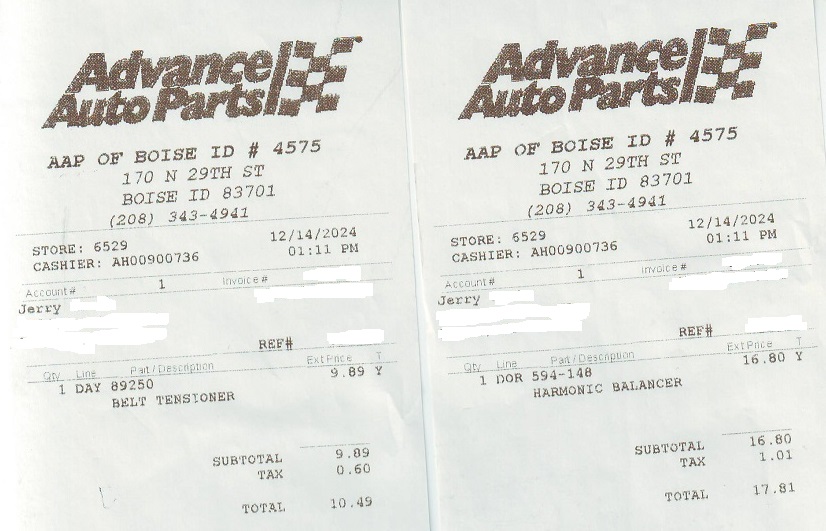 Advance
Auto Parts
AAP OF BOISE ID # 4575
170 N 29TH ST
BOISE ID 83701
(208) 343-4941
STORE: 6529 12/14/2024
CASHIER: AH00900736 01:11 PM
Account # 1 Invoice #
Jerry
REF#
Qty Line Part / Description Ext Price T
1 DAY 89250 9.89 Y
BELT TENSIONER
SUBTOTAL 9.89
TAX 0.60
TOTAL 10.49
Advance
Auto Parts
AAP OF BOISE ID # 4575
170 N 29TH ST
BOISE ID 83701
(208) 343-4941
STORE: 6529 12/14/2024
CASHIER: AH00900736 01:11 PM
Account # 1 Invoice #
Jerry
REF#
Qty Line Part / Description Ext Price T
1 DOR 594-148 16.80 Y
HARMONIC BALANCER
SUBTOTAL 16.80
TAX 1.01
TOTAL 17.81